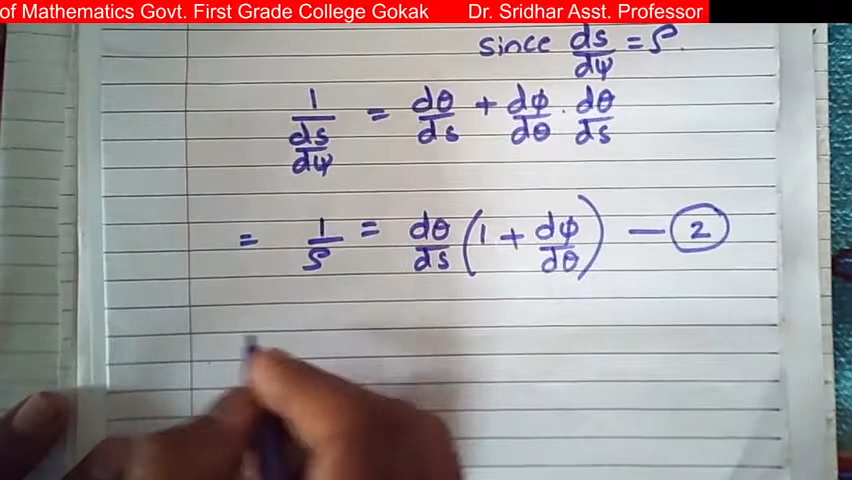 of Mathematics Govt. First Grade College Gokak Dr. Sridhar Asst. Professor
since ds/dψ = ρ.
1/(ds/dψ) = dθ/ds + dφ/dθ . dθ/ds
= 1/ρ = dθ/ds (1 + dφ/dθ) — ②